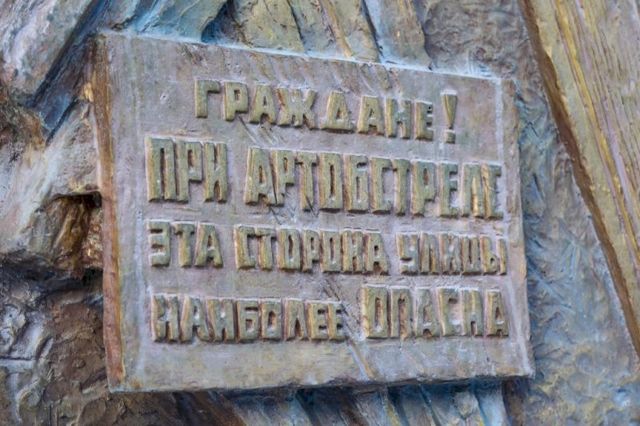 ГРАЖДАНЕ!
ПРИ АРТОБСТРЕЛЕ
ЭТА СТОРОНА УЛИЦЫ
НАИБОЛЕЕ ОПАСНА